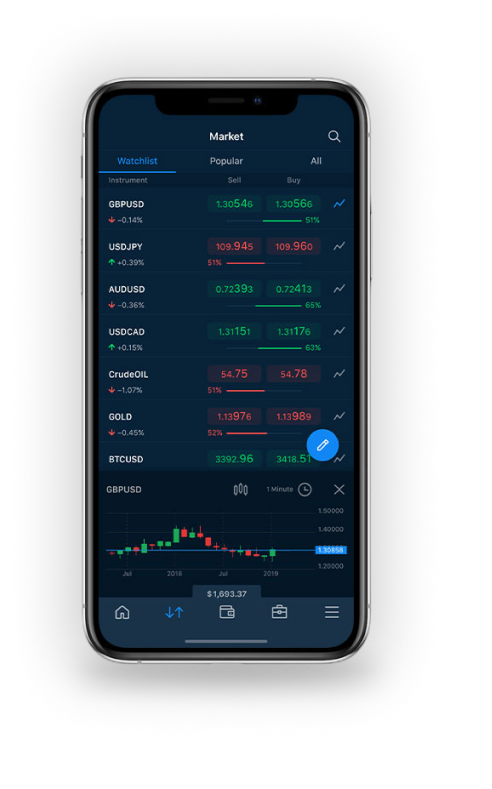 Market
Watchlist Popular All
Instrument Sell Buy
GBPUSD 1.30546 1.30566
−0.14% 51%
USDJPY 109.945 109.960
+0.39% 51%
AUDUSD 0.72393 0.72413
−0.36% 65%
USDCAD 1.31151 1.31176
+0.15% 63%
CrudeOIL 54.75 54.78
−1.07% 51%
GOLD 1.13976 1.13989
−0.45% 52%
BTCUSD 3392.96 3418.51
GBPUSD 1 Minute
1.50000
1.40000
1.30858
1.20000
Jul 2018 Jul 2019
$1,693.37